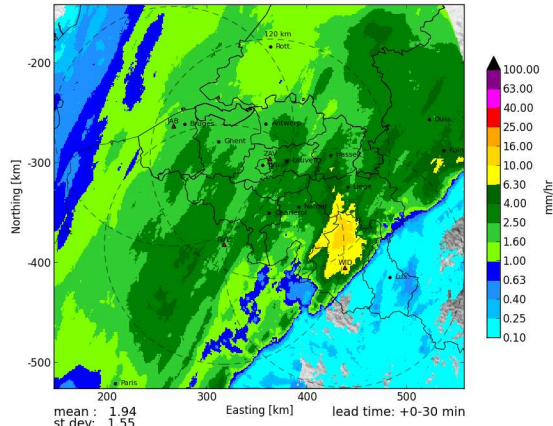 120 km
Rott.
-200
JAB
Bruges
Antwerp
Duss.
Ghent
ZAV
-300
Hasselt
Liege
Namur
Charleroi
-400
WID
Lux.
-500
Paris
200
300
400
500
Northing [km]
Easting [km]
mean : 1.94
st dev: 1.55
lead time: +0-30 min
100.00
63.00
40.00
25.00
16.00
10.00
6.30
4.00
2.50
1.60
1.00
0.63
0.40
0.25
0.10
mm/hr